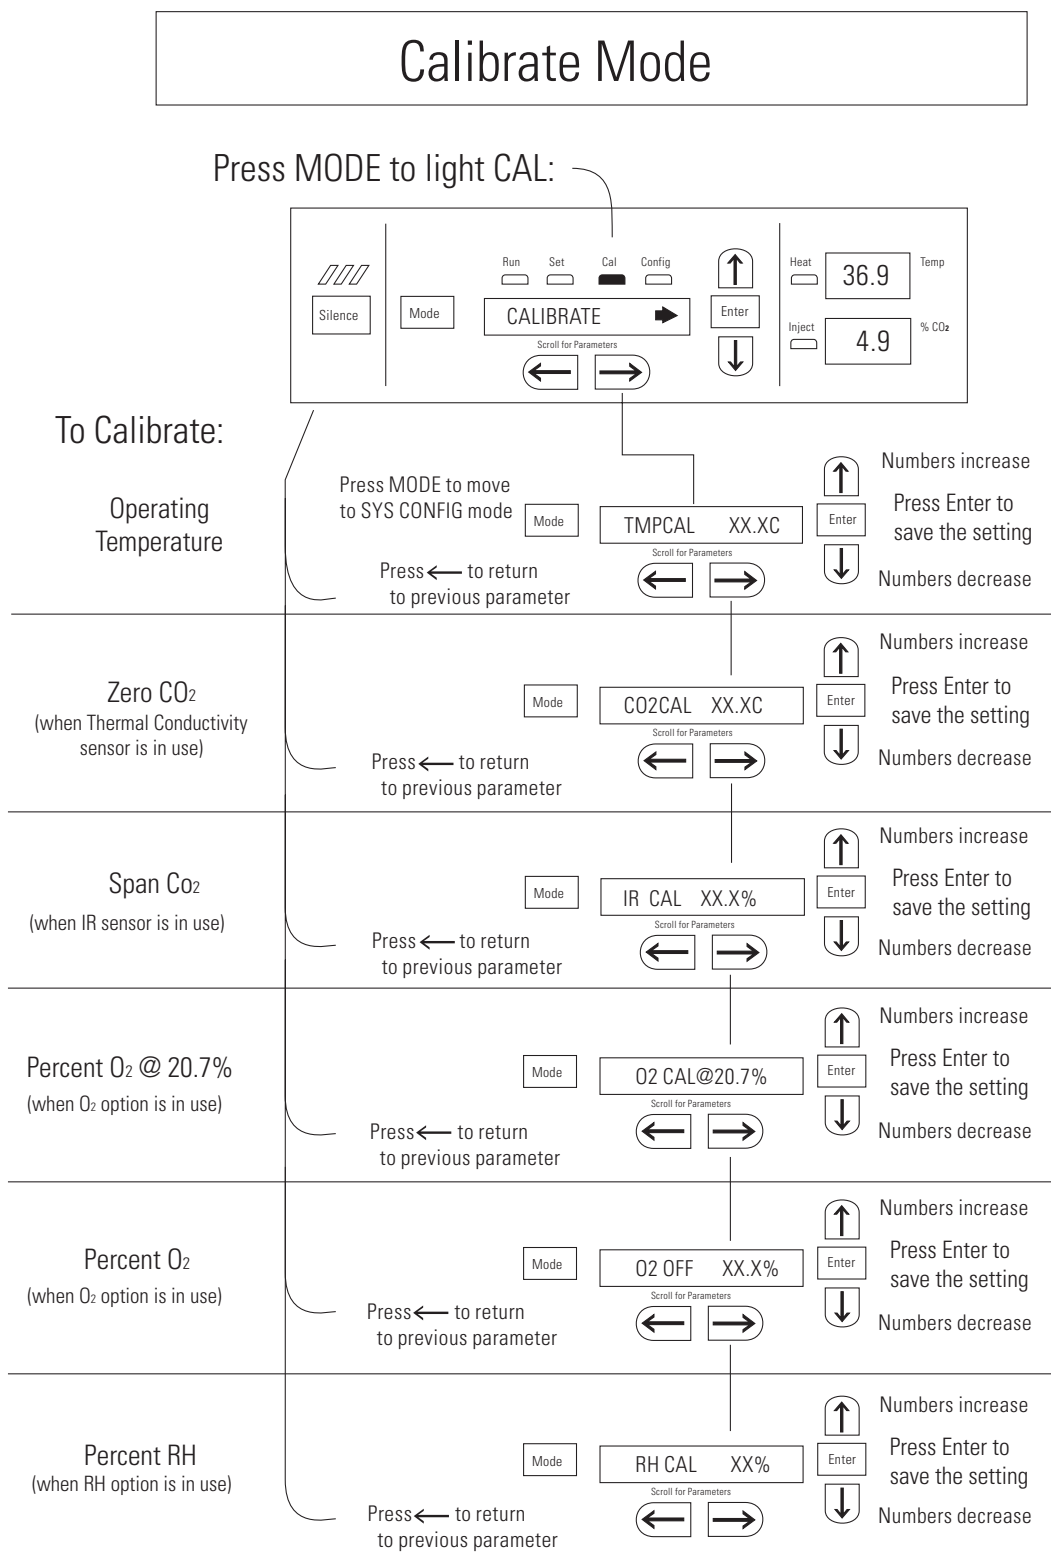 Calibrate Mode
Press MODE to light CAL:
Run Set Cal Config
Heat 36.9 Temp
Silence
Mode
CALIBRATE
Enter
Inject 4.9 % CO2
Scroll for Parameters
To Calibrate:
Operating
Temperature
Press MODE to move
to SYS CONFIG mode
Mode
TMPCAL XX.XC
Scroll for Parameters
Enter
Numbers increase
Press Enter to
save the setting
Numbers decrease
Press ← to return
to previous parameter
Zero CO2
(when Thermal Conductivity
sensor is in use)
Mode
CO2CAL XX.XC
Scroll for Parameters
Enter
Numbers increase
Press Enter to
save the setting
Numbers decrease
Press ← to return
to previous parameter
Span Co2
(when IR sensor is in use)
Mode
IR CAL XX.X%
Scroll for Parameters
Enter
Numbers increase
Press Enter to
save the setting
Numbers decrease
Press ← to return
to previous parameter
Percent O2 @ 20.7%
(when O2 option is in use)
Mode
O2 CAL@20.7%
Scroll for Parameters
Enter
Numbers increase
Press Enter to
save the setting
Numbers decrease
Press ← to return
to previous parameter
Percent O2
(when O2 option is in use)
Mode
O2 OFF XX.X%
Scroll for Parameters
Enter
Numbers increase
Press Enter to
save the setting
Numbers decrease
Press ← to return
to previous parameter
Percent RH
(when RH option is in use)
Mode
RH CAL XX%
Scroll for Parameters
Enter
Numbers increase
Press Enter to
save the setting
Numbers decrease
Press ← to return
to previous parameter